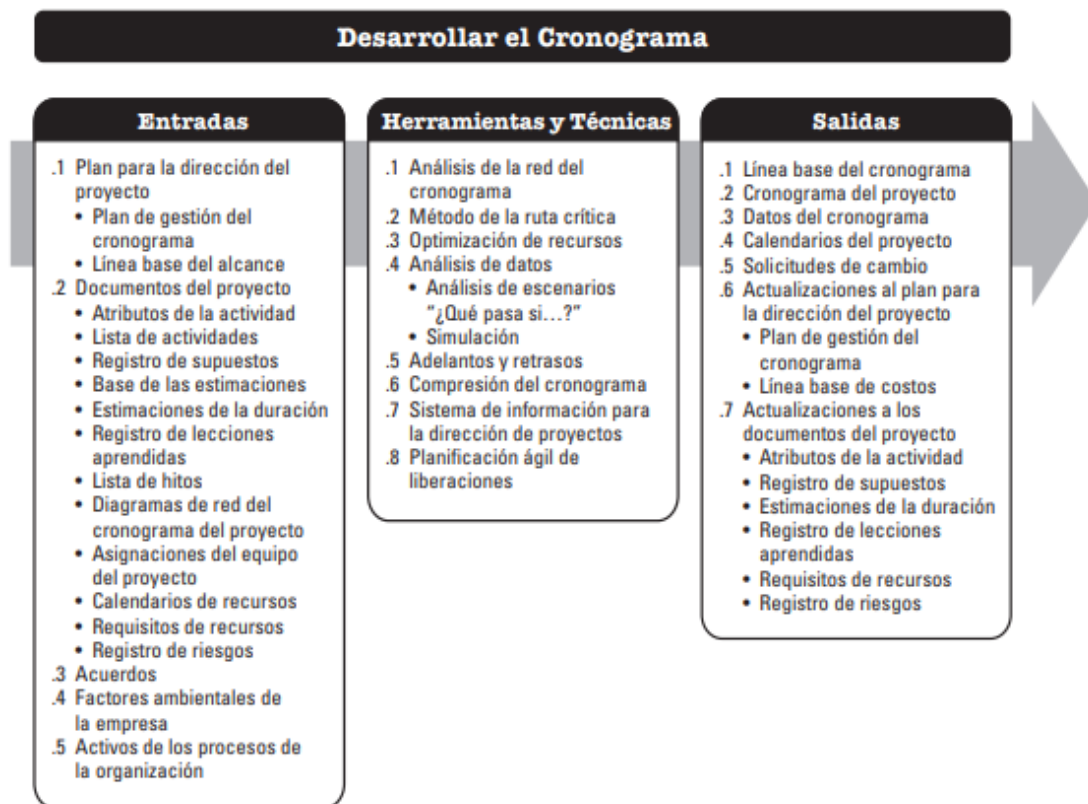 Desarrollar el Cronograma
Entradas
.1 Plan para la dirección del
proyecto
• Plan de gestión del
cronograma
• Línea base del alcance
.2 Documentos del proyecto
• Atributos de la actividad
• Lista de actividades
• Registro de supuestos
• Base de las estimaciones
• Estimaciones de la duración
• Registro de lecciones
aprendidas
• Lista de hitos
• Diagramas de red del
cronograma del proyecto
• Asignaciones del equipo
del proyecto
• Calendarios de recursos
• Requisitos de recursos
• Registro de riesgos
.3 Acuerdos
.4 Factores ambientales de
la empresa
.5 Activos de los procesos de
la organización
Herramientas y Técnicas
.1 Análisis de la red del
cronograma
.2 Método de la ruta crítica
.3 Optimización de recursos
.4 Análisis de datos
• Análisis de escenarios
“¿Qué pasa si...?”
• Simulación
.5 Adelantos y retrasos
.6 Compresión del cronograma
.7 Sistema de información para
la dirección de proyectos
.8 Planificación ágil de
liberaciones
Salidas
.1 Línea base del cronograma
.2 Cronograma del proyecto
.3 Datos del cronograma
.4 Calendarios del proyecto
.5 Solicitudes de cambio
.6 Actualizaciones al plan para
la dirección del proyecto
• Plan de gestión del
cronograma
• Línea base de costos
.7 Actualizaciones a los
documentos del proyecto
• Atributos de la actividad
• Registro de supuestos
• Estimaciones de la duración
• Registro de lecciones
aprendidas
• Requisitos de recursos
• Registro de riesgos